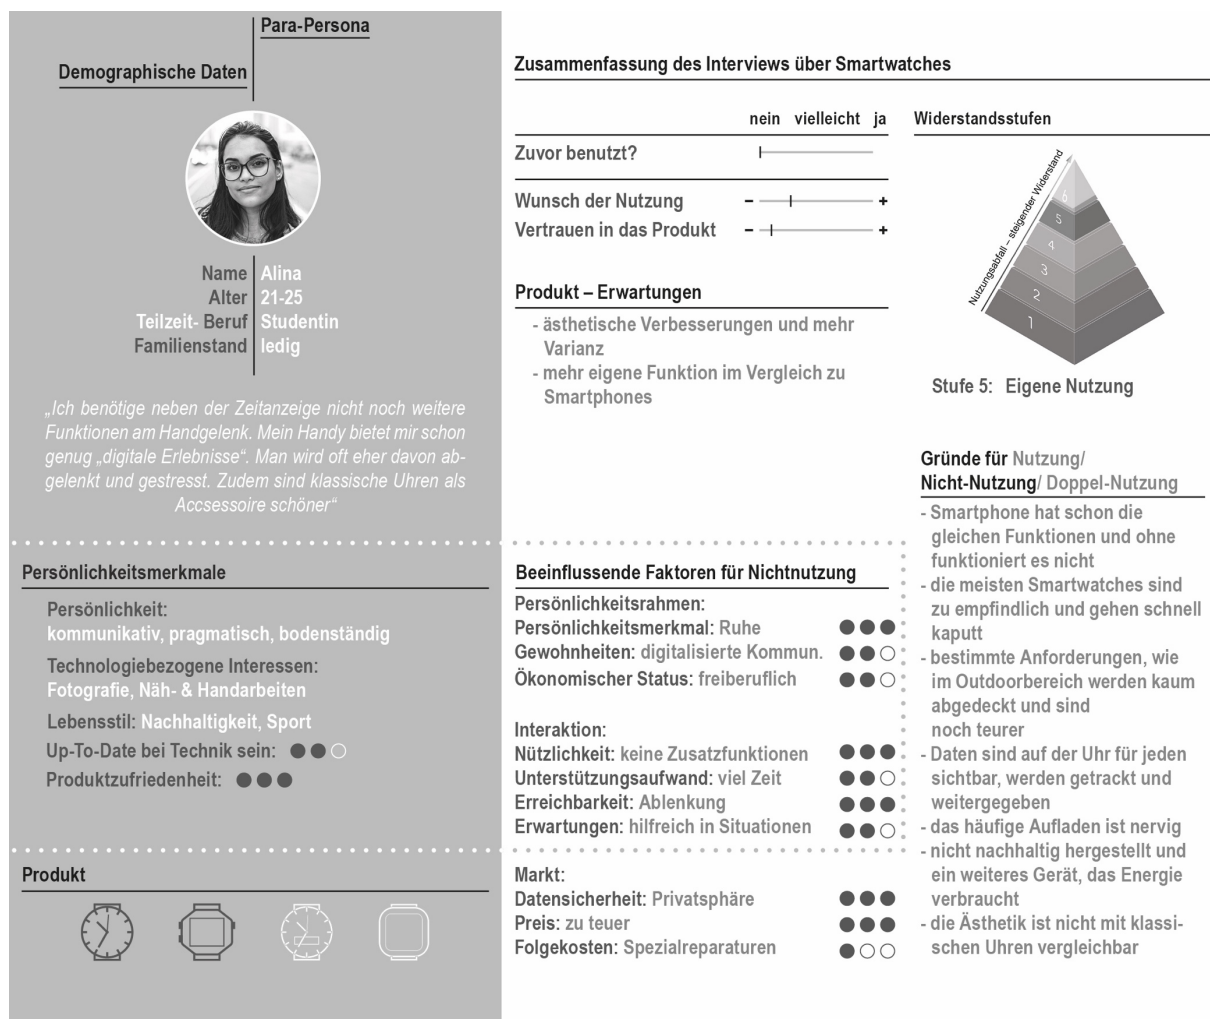 Para-Persona
Demographische Daten
Name Alina
Alter 21-25
Teilzeit- Beruf Studentin
Familienstand ledig
„Ich benötige neben der Zeitanzeige nicht noch weitere
Funktionen am Handgelenk. Mein Handy bietet mir schon
genug „digitale Erlebnisse“. Man wird oft eher davon ab-
gelenkt und gestresst. Zudem sind klassische Uhren als
Accsessoire schöner“
Persönlichkeitsmerkmale
Persönlichkeit:
kommunikativ, pragmatisch, bodenständig
Technologiebezogene Interessen:
Fotografie, Näh- & Handarbeiten
Lebensstil: Nachhaltigkeit, Sport
Up-To-Date bei Technik sein:
Produktzufriedenheit:
Produkt
Zusammenfassung des Interviews über Smartwatches
nein vielleicht ja
Zuvor benutzt?
Wunsch der Nutzung - +
Vertrauen in das Produkt - +
Produkt – Erwartungen
- ästhetische Verbesserungen und mehr
Varianz
- mehr eigene Funktion im Vergleich zu
Smartphones
Beeinflussende Faktoren für Nichtnutzung
Persönlichkeitsrahmen:
Persönlichkeitsmerkmal: Ruhe
Gewohnheiten: digitalisierte Kommun.
Ökonomischer Status: freiberuflich
Interaktion:
Nützlichkeit: keine Zusatzfunktionen
Unterstützungsaufwand: viel Zeit
Erreichbarkeit: Ablenkung
Erwartungen: hilfreich in Situationen
Markt:
Datensicherheit: Privatsphäre
Preis: zu teuer
Folgekosten: Spezialreparaturen
Widerstandsstufen
Nutzungsabfall – steigender Widerstand
6
5
4
3
2
1
Stufe 5: Eigene Nutzung
Gründe für Nutzung/
Nicht-Nutzung/ Doppel-Nutzung
- Smartphone hat schon die
gleichen Funktionen und ohne
funktioniert es nicht
- die meisten Smartwatches sind
zu empfindlich und gehen schnell
kaputt
- bestimmte Anforderungen, wie
im Outdoorbereich werden kaum
abgedeckt und sind
noch teurer
- Daten sind auf der Uhr für jeden
sichtbar, werden getrackt und
weitergegeben
- das häufige Aufladen ist nervig
- nicht nachhaltig hergestellt und
ein weiteres Gerät, das Energie
verbraucht
- die Ästhetik ist nicht mit klassi-
schen Uhren vergleichbar